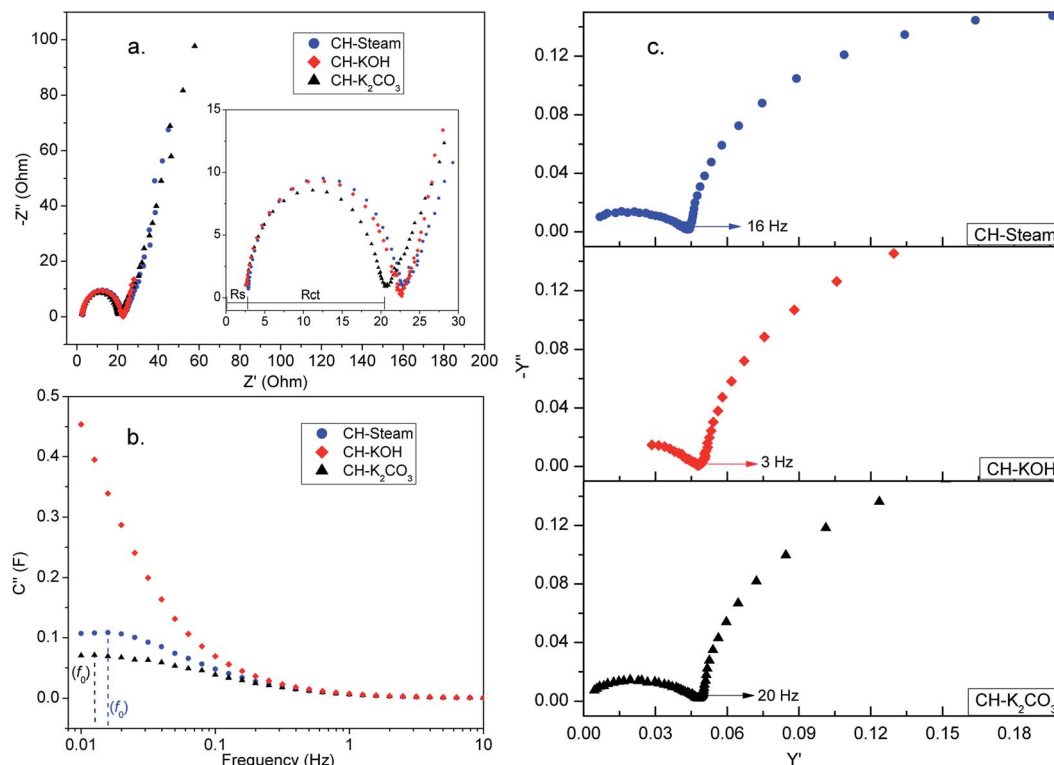 a.
CH-Steam
CH-KOH
CH-K₂CO₃
100
80
60
40
20
0
-Z'' (Ohm)
15
10
5
0
Rs
Rct
0 5 10 15 20 25 30
0 20 40 60 80 100 120 140 160 180 200
Z' (Ohm)
b.
CH-Steam
CH-KOH
CH-K₂CO₃
0.5
0.4
0.3
0.2
0.1
0.0
C'' (F)
(f₀)
(f₀)
0.01 0.1 1 10
Frequency (Hz)
c.
0.12
0.08
0.04
0.00
16 Hz
CH-Steam
0.12
0.08
0.04
0.00
-Y''
3 Hz
CH-KOH
0.12
0.08
0.04
0.00
20 Hz
CH-K₂CO₃
0.00 0.03 0.06 0.09 0.12 0.15 0.18
Y'